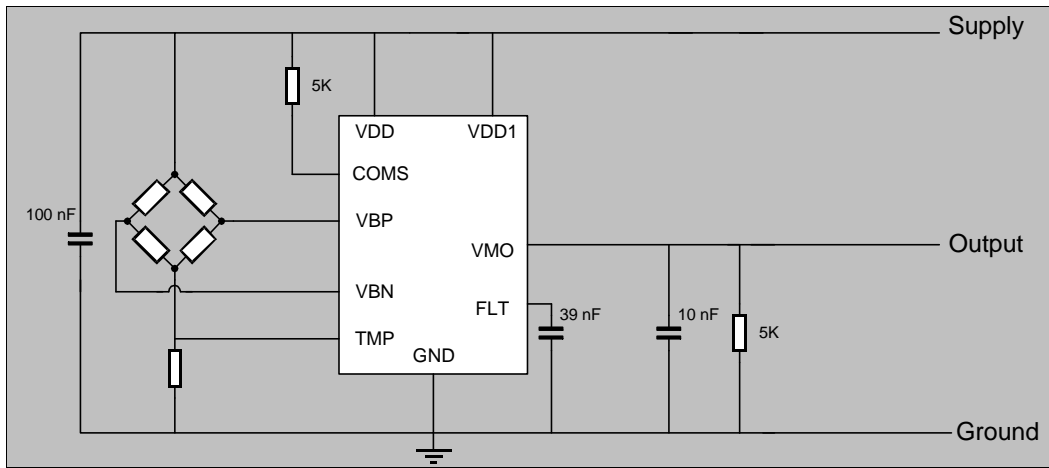 Supply
5K
VDD
VDD1
COMS
100 nF
VBP
VMO
Output
VBN
FLT
39 nF
10 nF
5K
TMP
GND
Ground